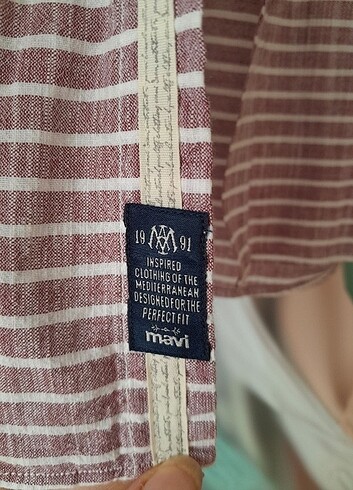 19 91
INSPIRED
CLOTHING OF THE
MEDITERRANEAN
DESIGNED FOR THE
PERFECT FIT
mavi